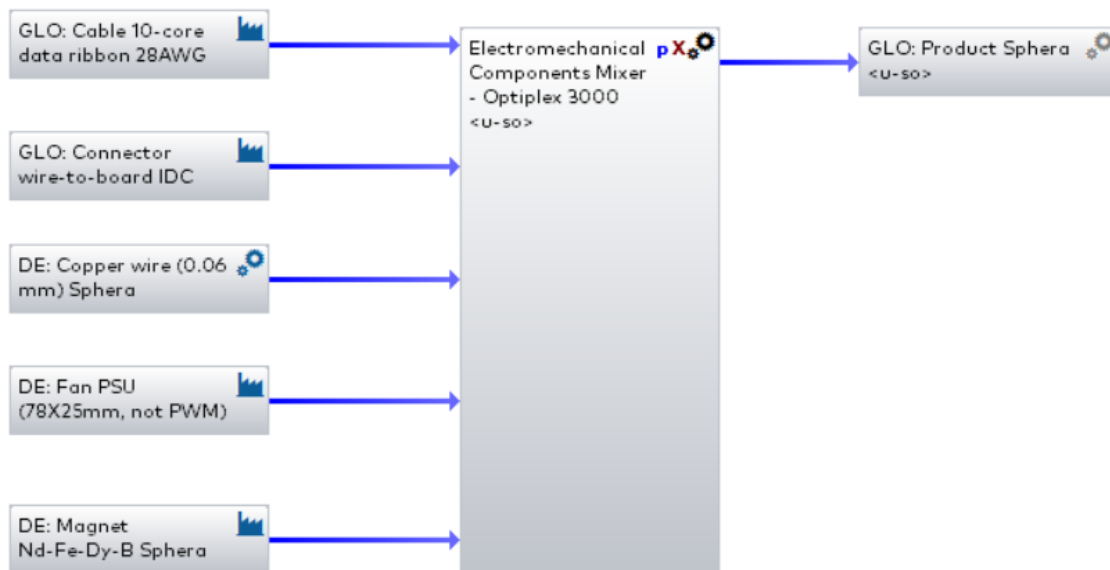 GLO: Cable 10-core
data ribbon 28AWG
GLO: Connector
wire-to-board IDC
DE: Copper wire (0.06
mm) Sphera
DE: Fan PSU
(78X25mm, not PWM)
DE: Magnet
Nd-Fe-Dy-B Sphera
Electromechanical pX
Components Mixer
- Optiplex 3000
<u-so>
GLO: Product Sphera
<u-so>